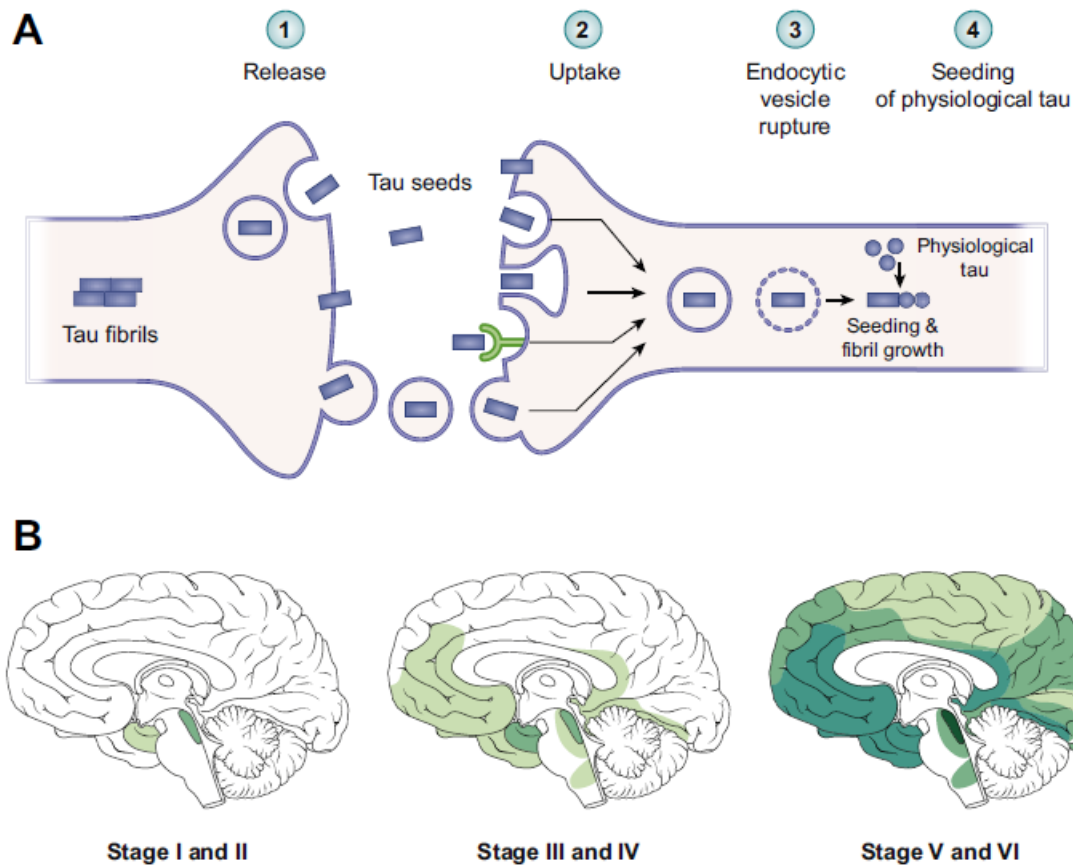 A
1
Release
2
Uptake
3
Endocytic
vesicle
rupture
4
Seeding
of physiological tau
Tau seeds
Tau fibrils
Physiological
tau
Seeding &
fibril growth
B
Stage I and II
Stage III and IV
Stage V and VI